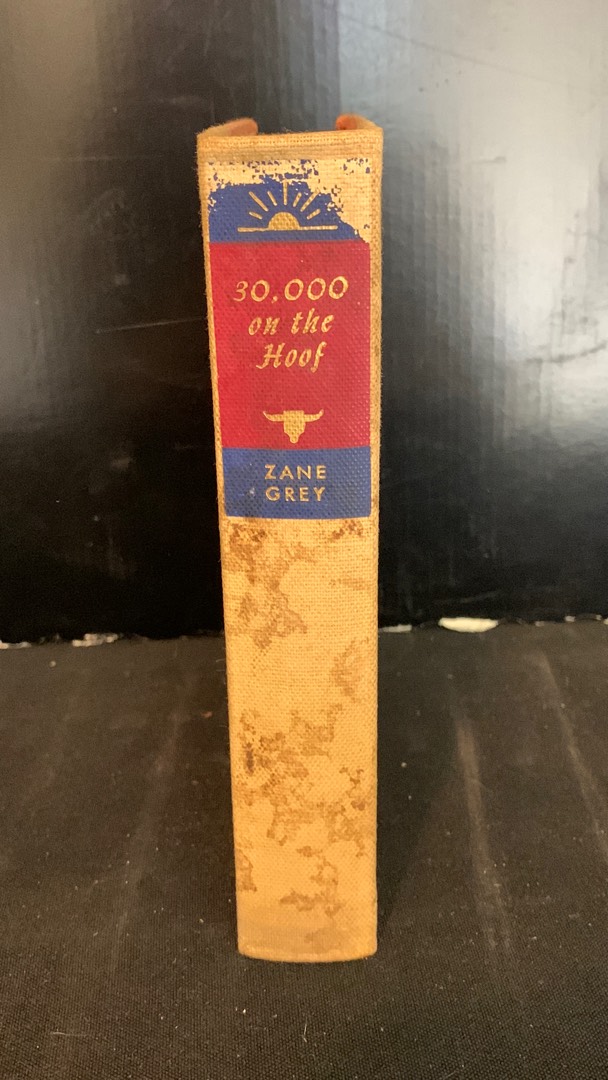 30,000
on the
Hoof
ZANE
GREY